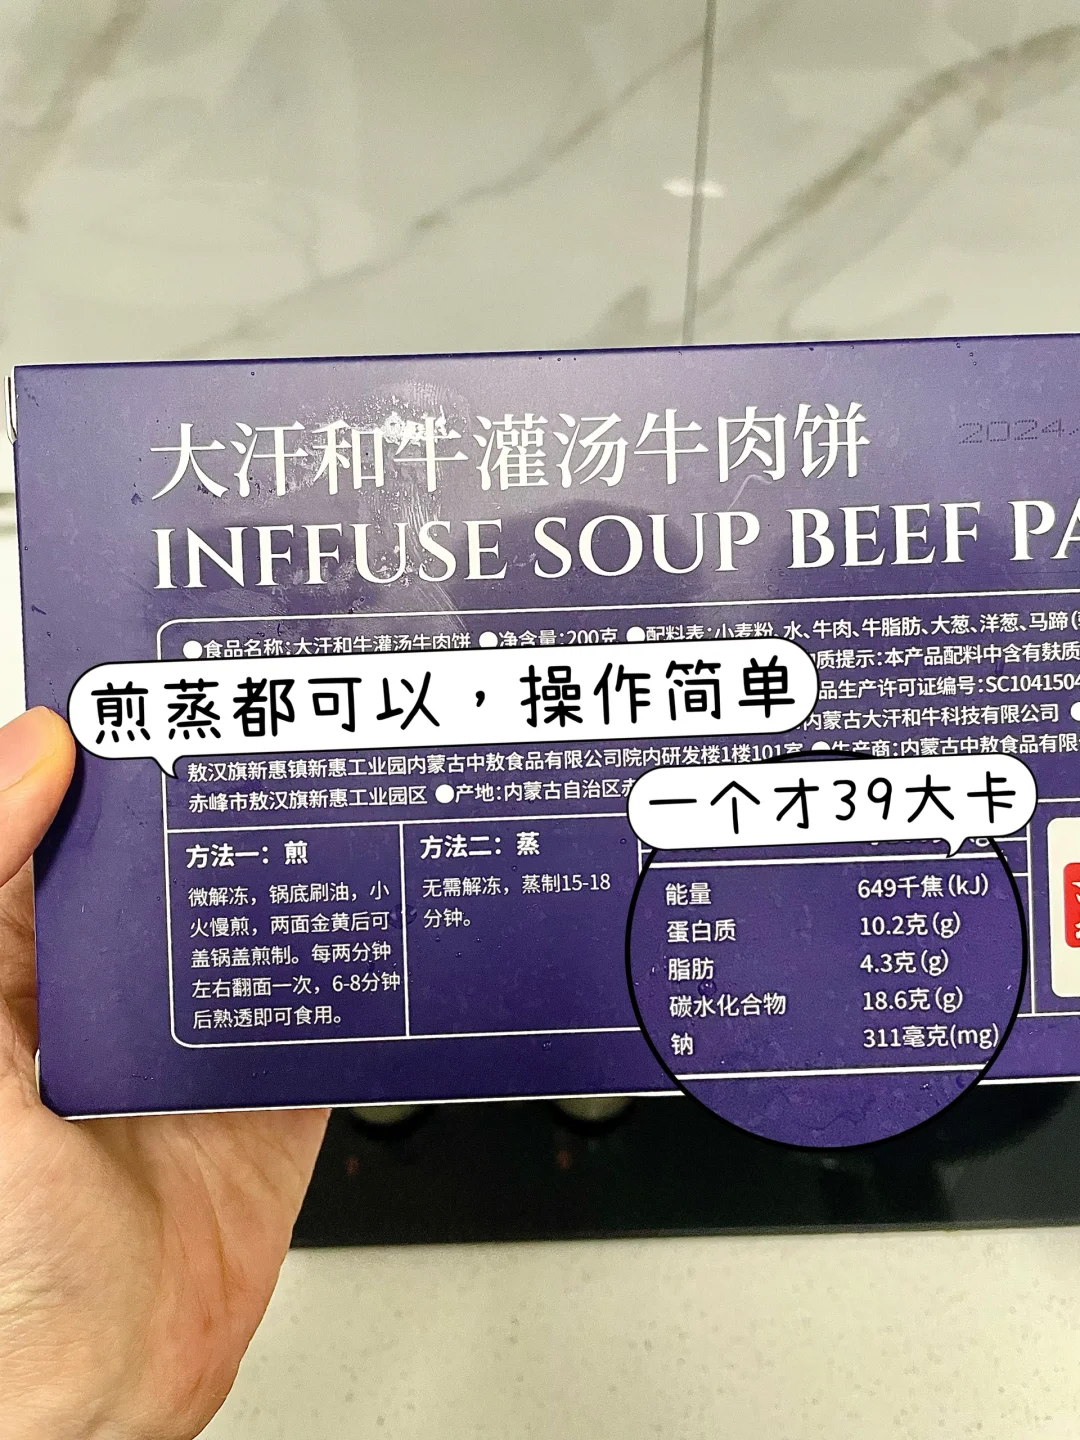 大汗和牛灌汤牛肉饼
2024
INFFUSE SOUP BEEF PA
●食品名称：大汗和牛灌汤牛肉饼 ●净含量：200克 ●配料表：小麦粉、水、牛肉、牛脂肪、大葱、洋葱、马蹄（
质提示：本产品配料中含有麸质
煎蒸都可以，操作简单
品生产许可证编号：SC1041504
内蒙古大汗和牛科技有限公司 ●
敖汉旗新惠镇新惠工业园内蒙古中敖食品有限公司院内研发楼1楼101室 ●生产商：内蒙古中敖食品有限
赤峰市敖汉旗新惠工业园区 ●产地：内蒙古自治区
一个才39大卡
方法一：煎
微解冻，锅底刷油，小
火慢煎，两面金黄后可
盖锅盖煎制。每两分钟
左右翻面一次，6-8分钟
后熟透即可食用。
方法二：蒸
无需解冻，蒸制15-18
分钟。
能量 649千焦(kJ)
蛋白质 10.2克(g)
脂肪 4.3克(g)
碳水化合物 18.6克(g)
钠 311毫克(mg)